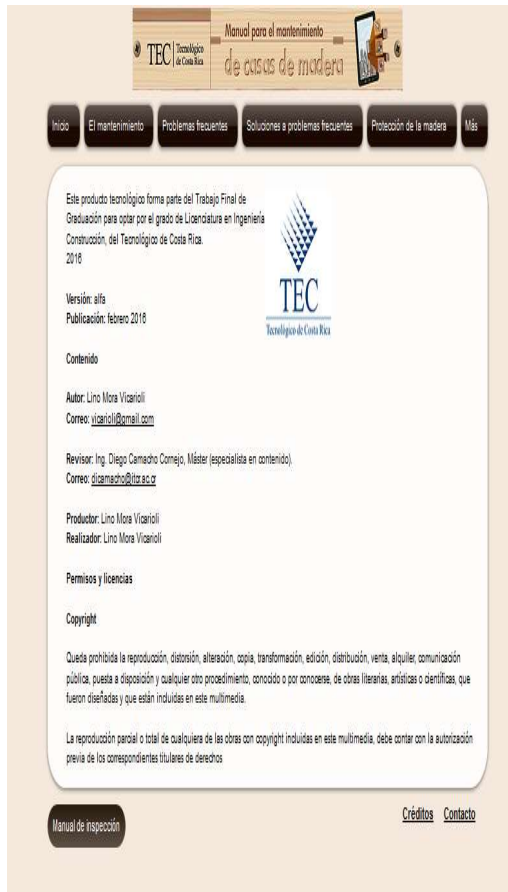 TEC Tecnológico de Costa Rica
Manual para el mantenimiento
de casas de madera
Inicio
El mantenimiento
Problemas frecuentes
Soluciones a problemas frecuentes
Protección de la madera
Más
Este producto tecnológico forma parte del Trabajo Final de
Graduación para optar por el grado de Licenciatura en Ingeniería
Construcción, del Tecnológico de Costa Rica.
2016
TEC
Tecnológico de Costa Rica
Versión: alfa
Publicación: febrero 2016
Contenido
Autor: Lino Mora Vicarioli
Correo: vicarioli@gmail.com
Revisor: Ing. Diego Camacho Cornejo, Máster (especialista en contenido).
Correo: dicamacho@itcr.ac.cr
Productor: Lino Mora Vicarioli
Realizador: Lino Mora Vicarioli
Permisos y licencias
Copyright
Queda prohibida la reproducción, distorsión, alteración, copia, transformación, edición, distribución, venta, alquiler, comunicación
pública, puesta a disposición y cualquier otro procedimiento, conocido o por conocerse, de obras literarias, artísticas o científicas, que
fueron diseñadas y que están incluidas en este multimedia.
La reproducción parcial o total de cualquiera de las obras con copyright incluidas en este multimedia, debe contar con la autorización
previa de los correspondientes titulares de derechos
Manual de inspección
Créditos
Contacto